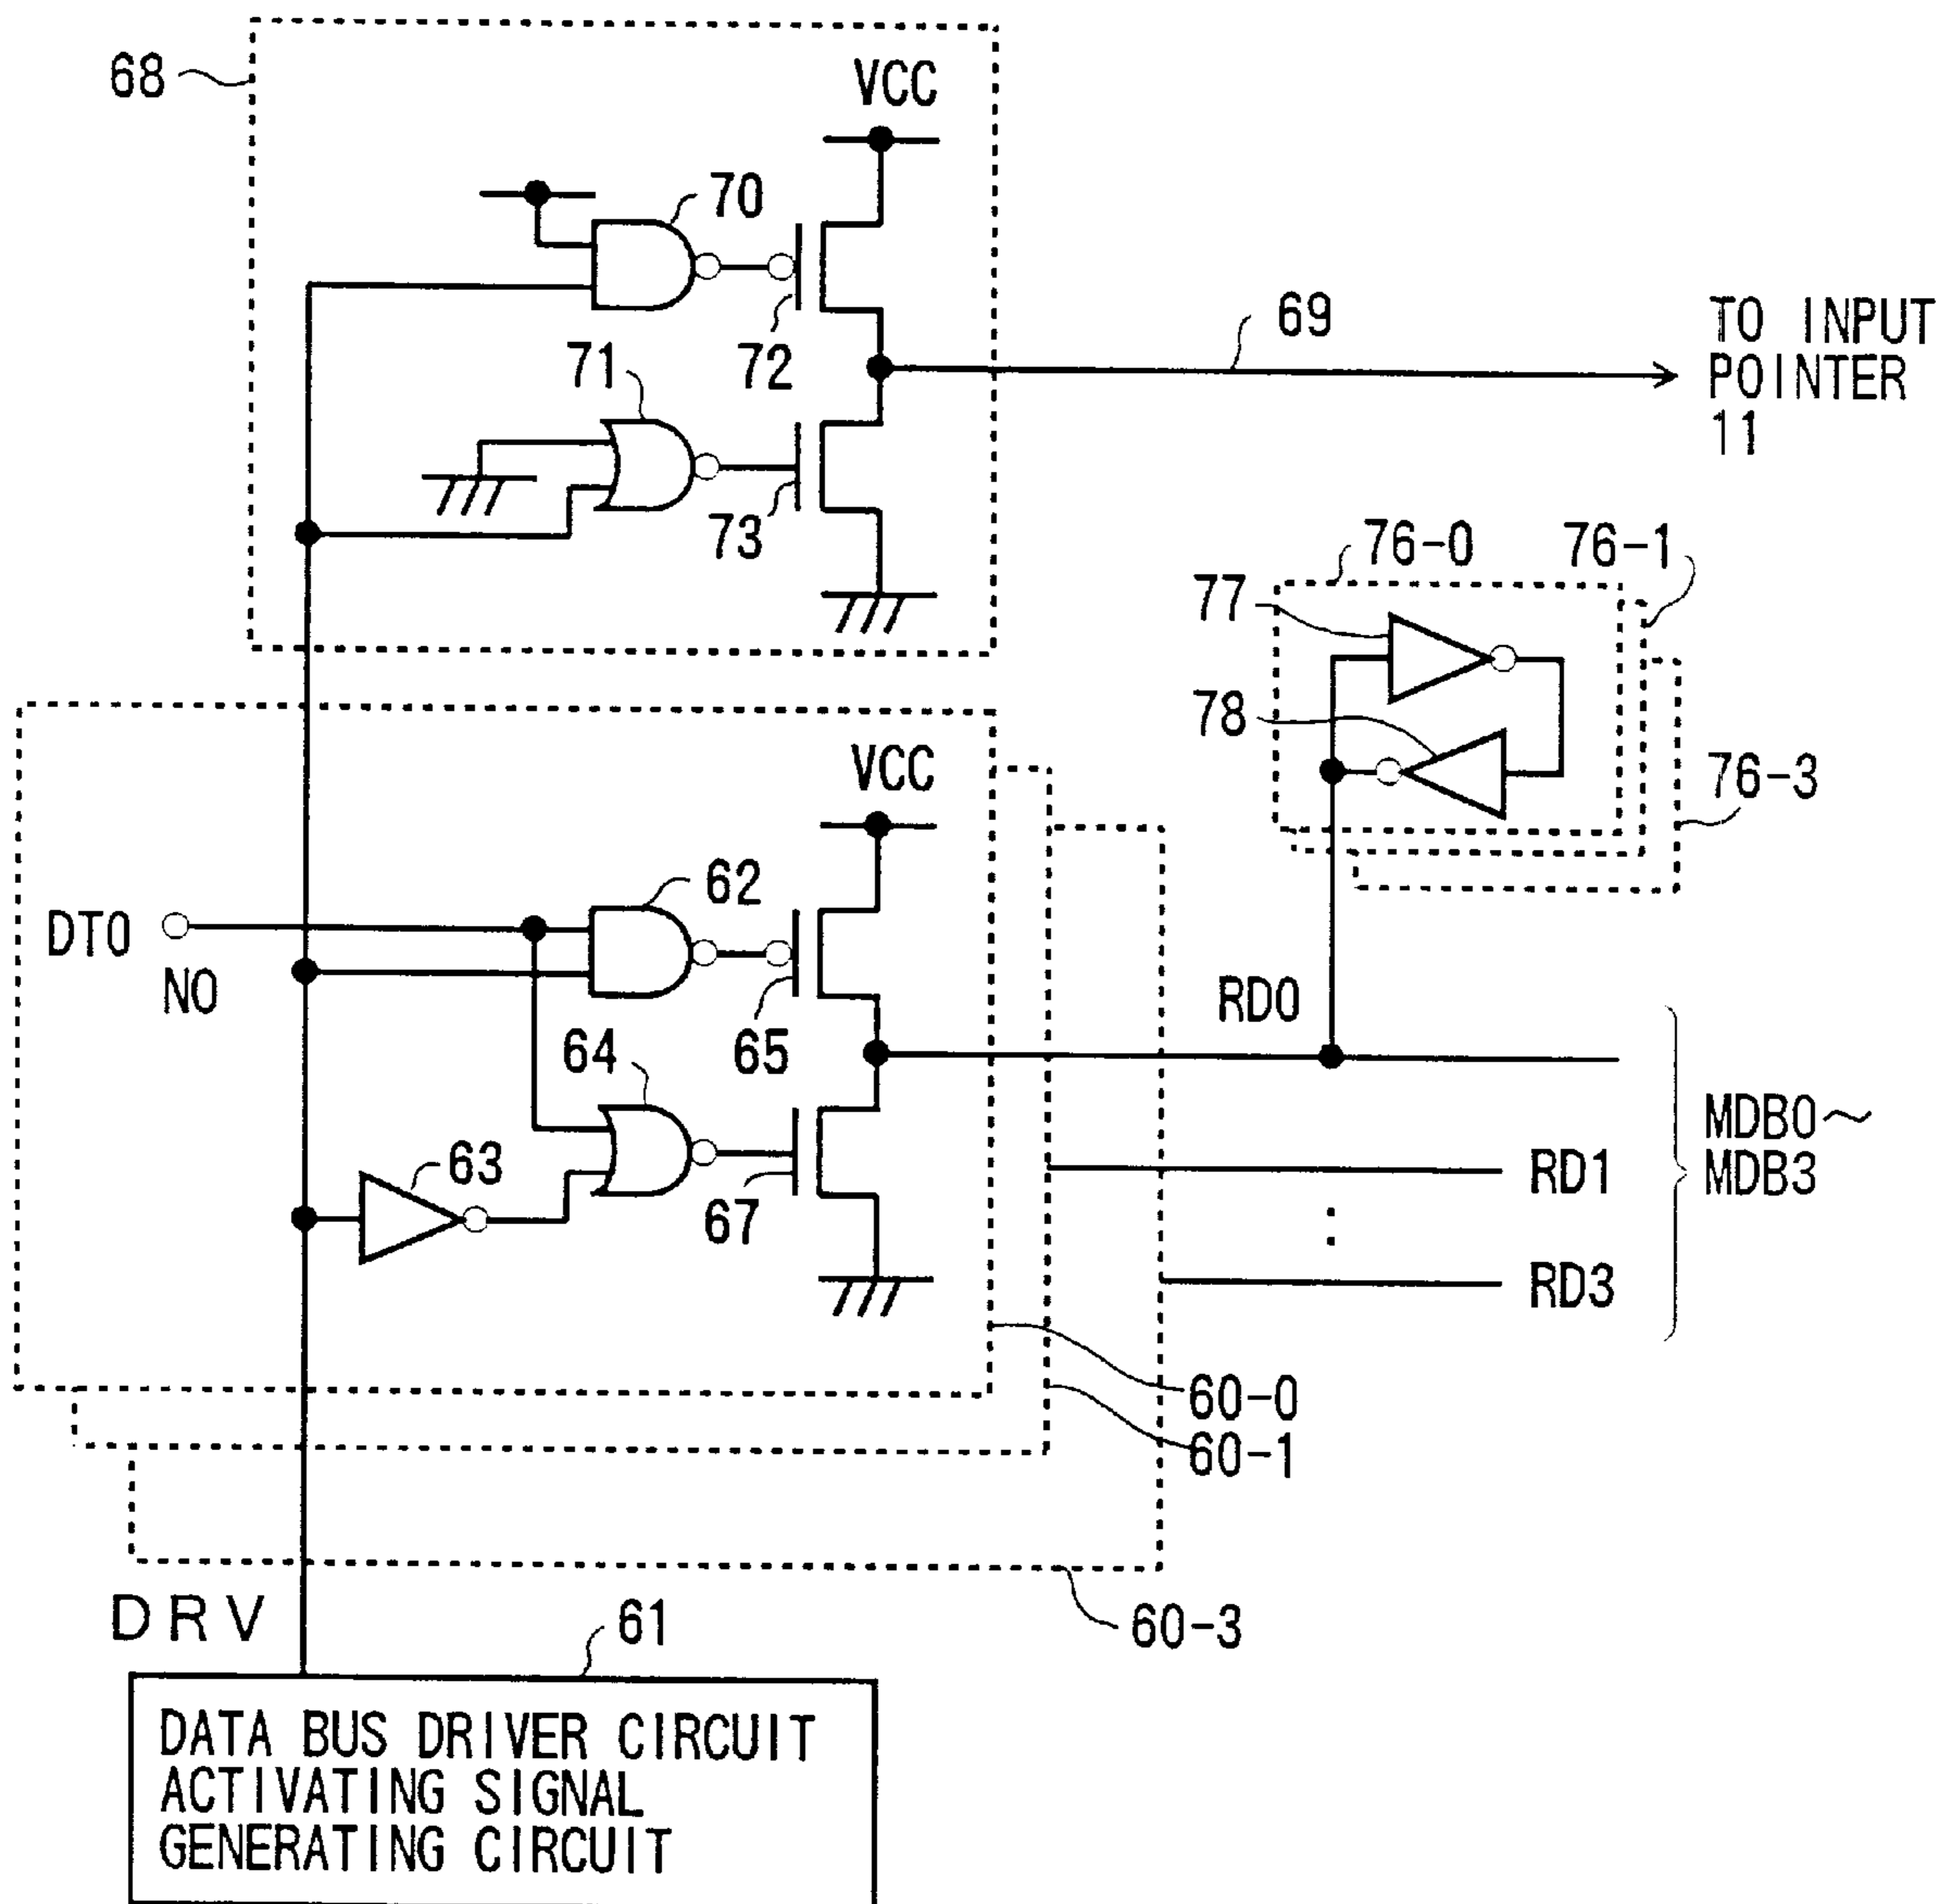 68
VCC
70
72
71
73
69
TO INPUT
POINTER
11
76-0
76-1
77
78
76-3
VCC
62
DT0
N0
65
64
63
67
RD0
MDB0~
MDB3
RD1
:
RD3
60-0
60-1
60-3
DRV
61
DATA BUS DRIVER CIRCUIT
ACTIVATING SIGNAL
GENERATING CIRCUIT